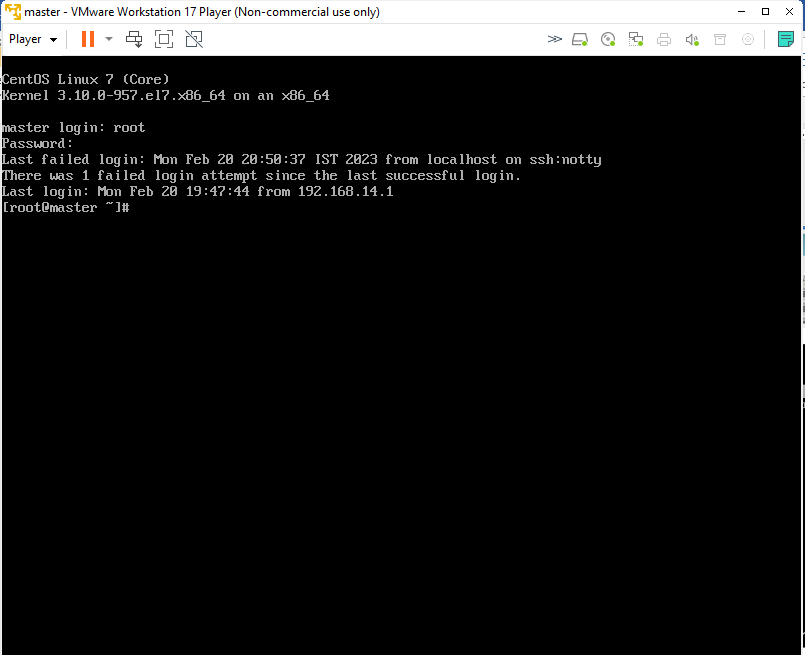 master - VMware Workstation 17 Player (Non-commercial use only)
Player
CentOS Linux 7 (Core)
Kernel 3.10.0-957.el7.x86_64 on an x86_64
master login: root
Password:
Last failed login: Mon Feb 20 20:50:37 IST 2023 from localhost on ssh:notty
There was 1 failed login attempt since the last successful login.
Last login: Mon Feb 20 19:47:44 from 192.168.14.1
[root@master ~]#